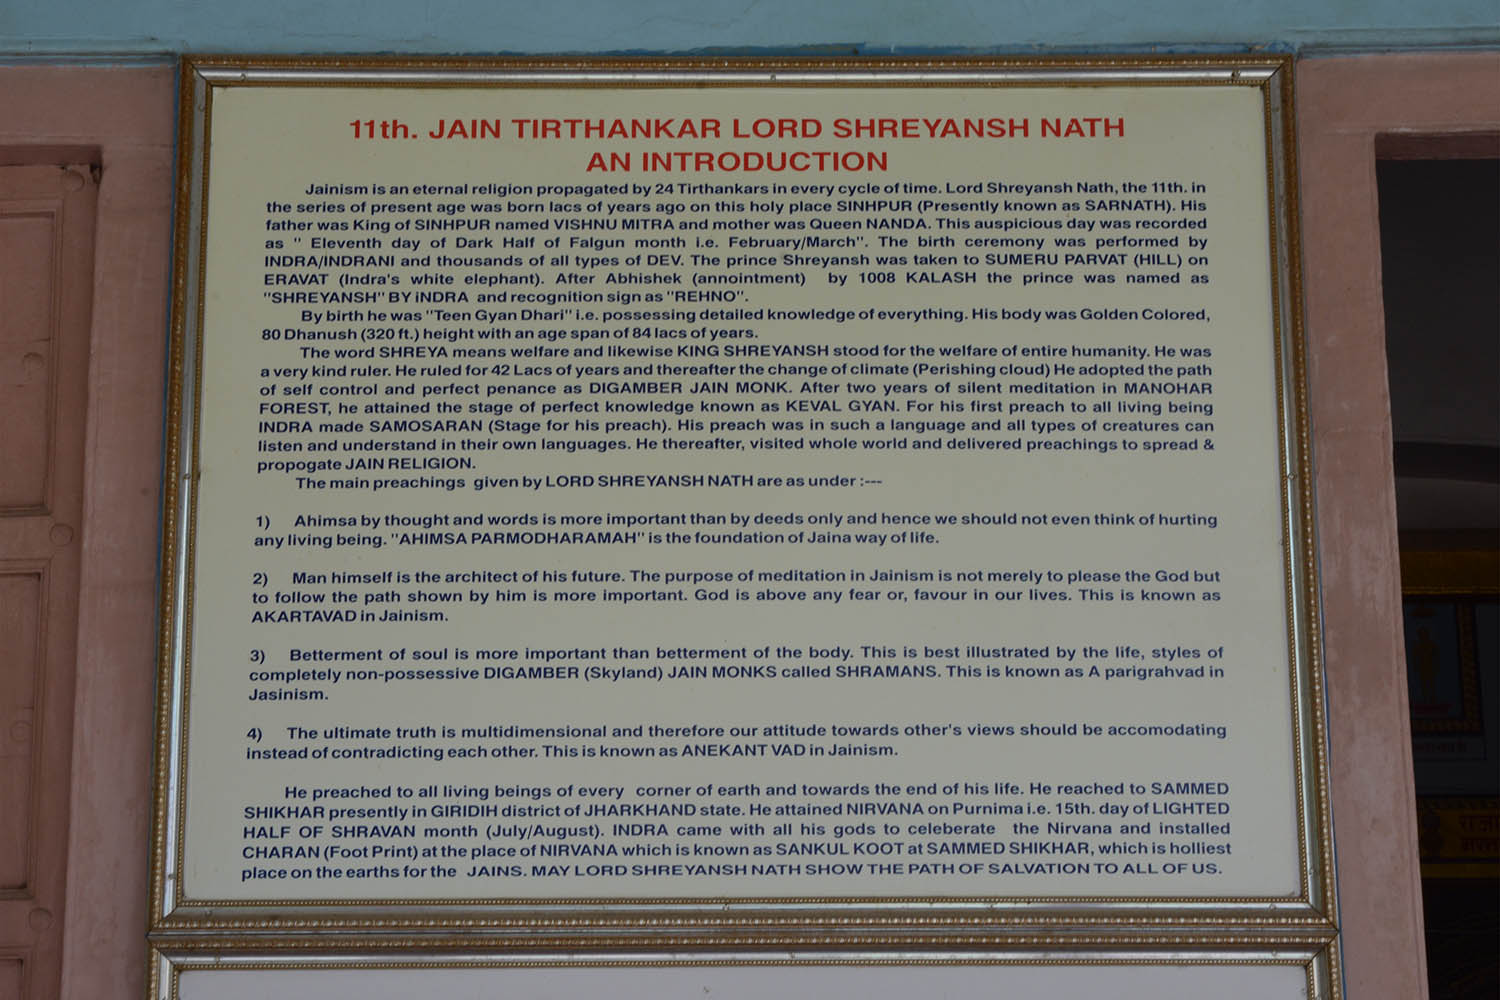 11th. JAIN TIRTHANKAR LORD SHREYANSH NATH
AN INTRODUCTION
Jainism is an eternal religion propagated by 24 Tirthankars in every cycle of time. Lord Shreyansh Nath, the 11th. in
the series of present age was born lacs of years ago on this holy place SINHPUR (Presently known as SARNATH). His
father was King of SINHPUR named VISHNU MITRA and mother was Queen NANDA. This auspicious day was recorded
as " Eleventh day of Dark Half of Falgun month i.e. February/March". The birth ceremony was performed by
INDRA/INDRANI and thousands of all types of DEV. The prince Shreyansh was taken to SUMERU PARVAT (HILL) on
ERAVAT (Indra's white elephant). After Abhishek (annointment) by 1008 KALASH the prince was named as
"SHREYANSH" BY iNDRA and recognition sign as "REHNO".
By birth he was "Teen Gyan Dhari" i.e. possessing detailed knowledge of everything. His body was Golden Colored,
80 Dhanush (320 ft.) height with an age span of 84 lacs of years.
The word SHREYA means welfare and likewise KING SHREYANSH stood for the welfare of entire humanity. He was
a very kind ruler. He ruled for 42 Lacs of years and thereafter the change of climate (Perishing cloud) He adopted the path
of self control and perfect penance as DIGAMBER JAIN MONK. After two years of silent meditation in MANOHAR
FOREST, he attained the stage of perfect knowledge known as KEVAL GYAN. For his first preach to all living being
INDRA made SAMOSARAN (Stage for his preach). His preach was in such a language and all types of creatures can
listen and understand in their own languages. He thereafter, visited whole world and delivered preachings to spread &
propogate JAIN RELIGION.
The main preachings given by LORD SHREYANSH NATH are as under :---
1) Ahimsa by thought and words is more important than by deeds only and hence we should not even think of hurting
any living being. "AHIMSA PARMODHARAMAH" is the foundation of Jaina way of life.
2) Man himself is the architect of his future. The purpose of meditation in Jainism is not merely to please the God but
to follow the path shown by him is more important. God is above any fear or, favour in our lives. This is known as
AKARTAVAD in Jainism.
3) Betterment of soul is more important than betterment of the body. This is best illustrated by the life, styles of
completely non-possessive DIGAMBER (Skyland) JAIN MONKS called SHRAMANS. This is known as A parigrahvad in
Jasinism.
4) The ultimate truth is multidimensional and therefore our attitude towards other's views should be accomodating
instead of contradicting each other. This is known as ANEKANT VAD in Jainism.
He preached to all living beings of every corner of earth and towards the end of his life. He reached to SAMMED
SHIKHAR presently in GIRIDIH district of JHARKHAND state. He attained NIRVANA on Purnima i.e. 15th. day of LIGHTED
HALF OF SHRAVAN month (July/August). INDRA came with all his gods to celeberate the Nirvana and installed
CHARAN (Foot Print) at the place of NIRVANA which is known as SANKUL KOOT at SAMMED SHIKHAR, which is holliest
place on the earths for the JAINS. MAY LORD SHREYANSH NATH SHOW THE PATH OF SALVATION TO ALL OF US.